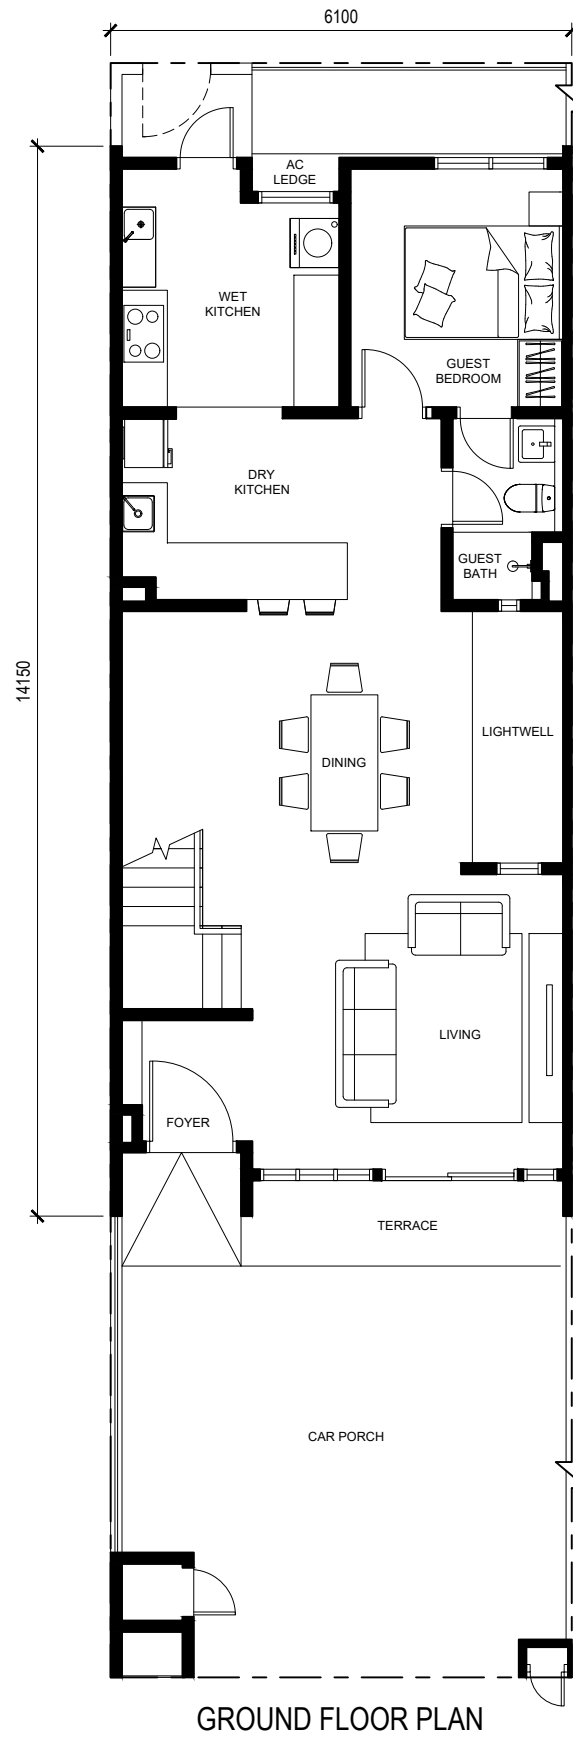 6100
AC
LEDGE
WET
KITCHEN
GUEST
BEDROOM
DRY
KITCHEN
GUEST
BATH
14150
LIGHTWELL
DINING
LIVING
FOYER
TERRACE
CAR PORCH
GROUND FLOOR PLAN